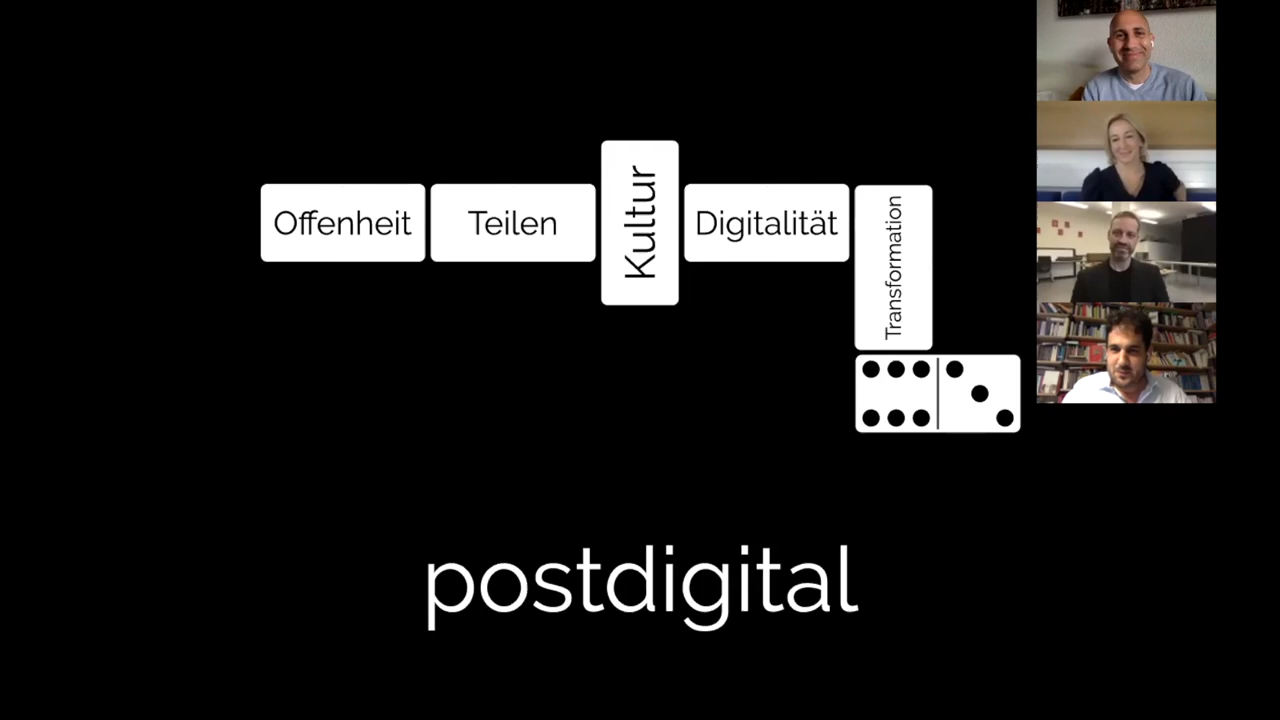 Offenheit
Teilen
Kultur
Digitalität
Transformation
postdigital